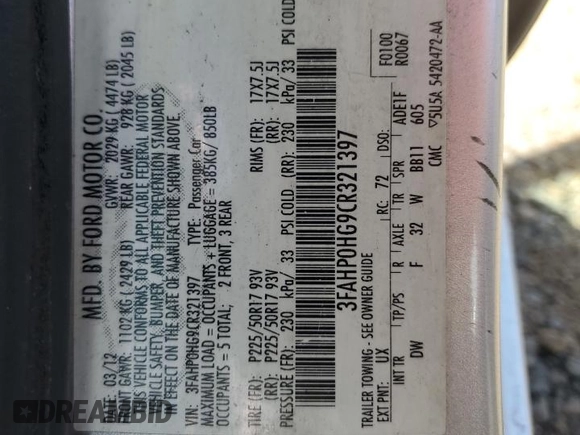 MFD. BY FORD MOTOR CO.
DATE: 03/12 GVWR: 2029 KG ( 4474 LB)
FRONT GAWR: 1102 KG ( 2429 LB) REAR GAWR: 928 KG ( 2045 LB)
THIS VEHICLE CONFORMS TO ALL APPLICABLE FEDERAL MOTOR
VEHICLE SAFETY, BUMPER, AND THEFT PREVENTION STANDARDS
IN EFFECT ON THE DATE OF MANUFACTURE SHOWN ABOVE.
VIN: 3FAHP0HG9CR321397 TYPE: Passenger Car
MAXIMUM LOAD = OCCUPANTS + LUGGAGE = 385KG/ 850LB
OCCUPANTS = 5 TOTAL; 2 FRONT, 3 REAR
TIRE (FR): P225/50R17 93V RIMS (FR): 17X7.5J
(RR): P225/50R17 93V (RR): 17X7.5J
PRESSURE (FR): 230 kPa/ 33 PSI COLD (RR): 230 kPa/ 33 PSI COLD
3FAHP0HG9CR321397
F0100
R0067
TRAILER TOWING - SEE OWNER GUIDE
EXT PNT: UX RC: 72 DSO:
INT TR TP/PS R AXLE TR SPR
DW F 32 W BB11 ADE1F
605
CMC 5U5A 5420472-AA
DREAMBID